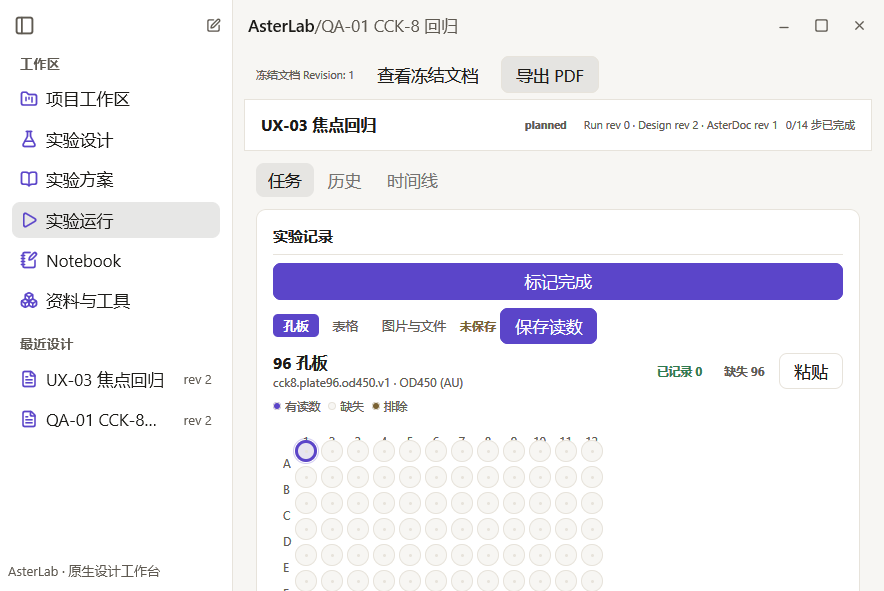 AsterLab/QA-01 CCK-8 回归
工作区
项目工作区
实验设计
实验方案
实验运行
Notebook
资料与工具
最近设计
UX-03 焦点回归 rev 2
QA-01 CCK-8... rev 2
AsterLab · 原生设计工作台
冻结文档 Revision: 1 查看冻结文档 导出 PDF
UX-03 焦点回归 planned Run rev 0 · Design rev 2 · AsterDoc rev 1 0/14 步已完成
任务 历史 时间线
实验记录
标记完成
孔板 表格 图片与文件 未保存 保存读数
96 孔板
cck8.plate96.od450.v1 · OD450 (AU)
已记录 0 缺失 96 粘贴
有读数 缺失 排除
1 2 3 4 5 6 7 8 9 10 11 12
A
B
C
D
E